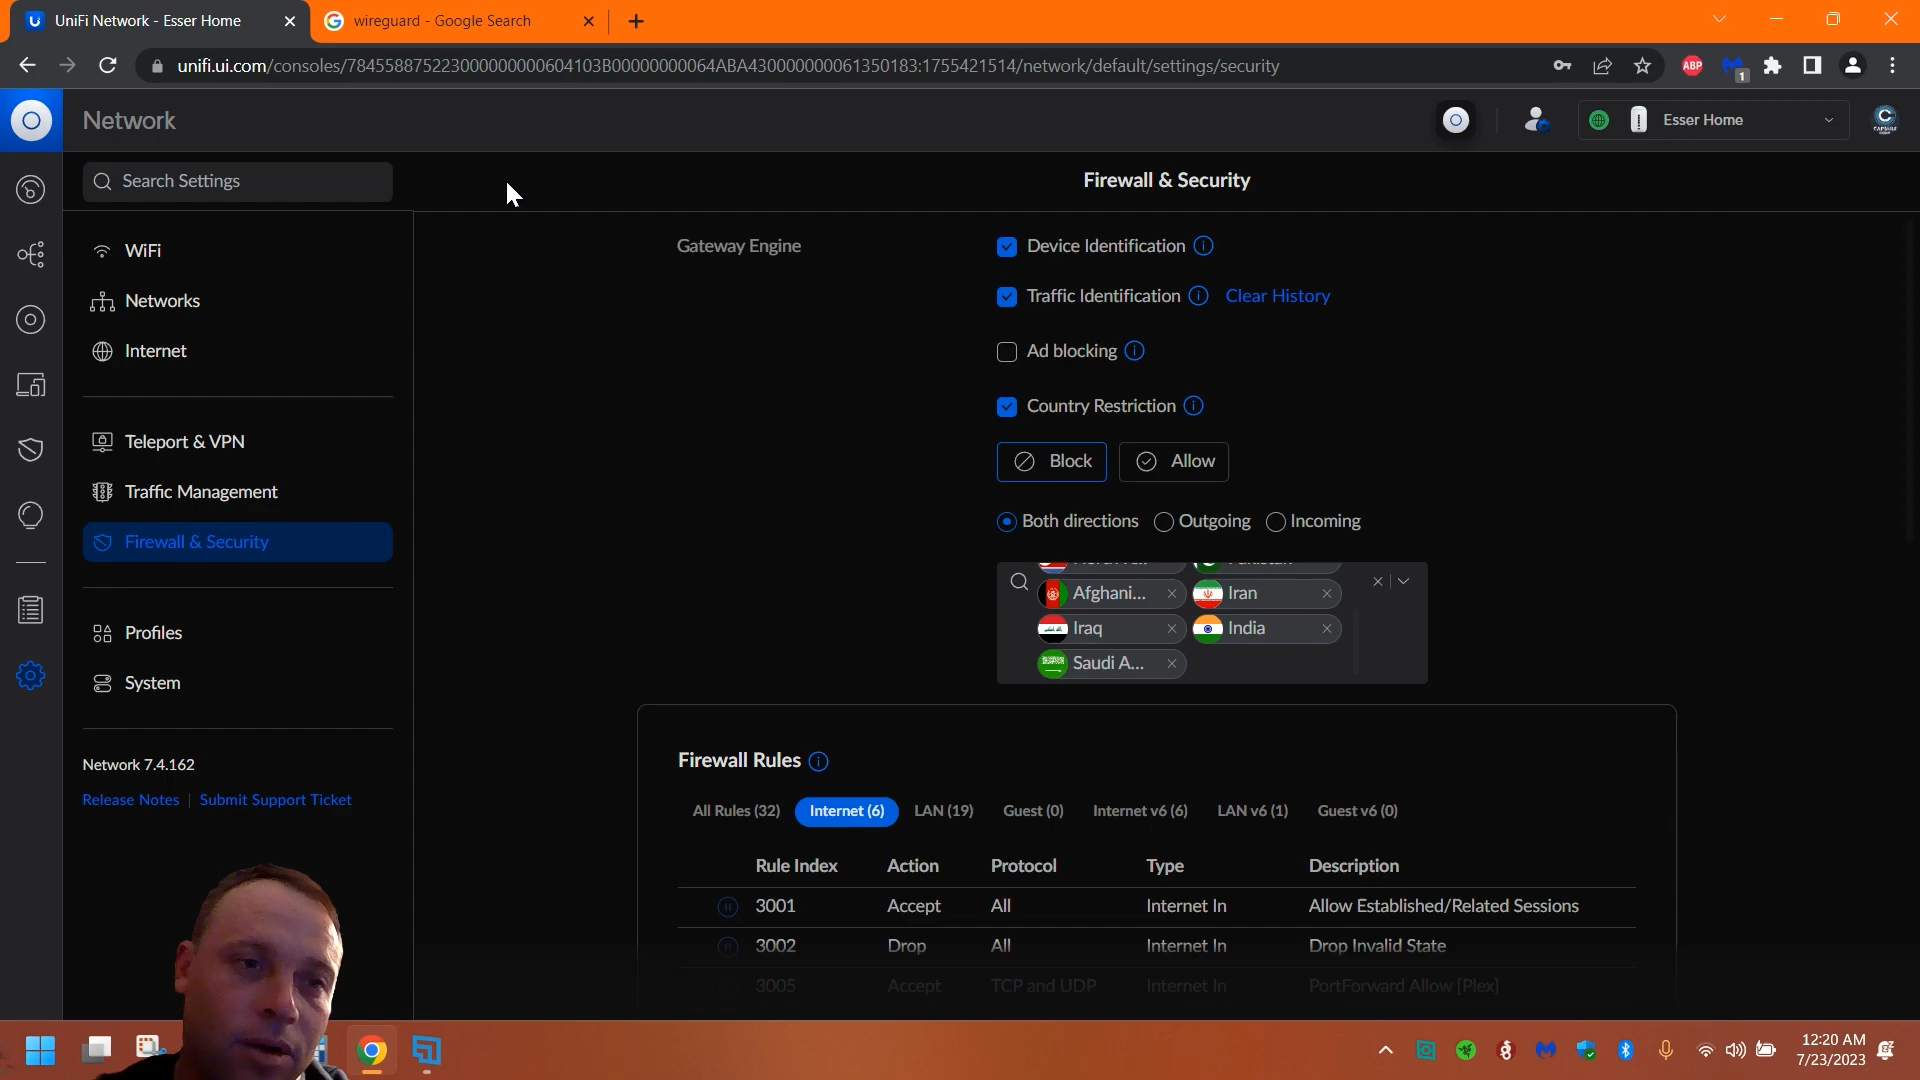 UniFi Network - Esser Home
wireguard - Google Search
unifi.ui.com/consoles/784558875223000000000604103B00000000064ABA430000000061350183:1755421514/network/default/settings/security
ABP
1
Network
Esser Home
Search Settings
Firewall & Security
WiFi
Networks
Internet
Teleport & VPN
Traffic Management
Firewall & Security
Profiles
System
Network 7.4.162
Release Notes
Submit Support Ticket
Gateway Engine
Device Identification
Traffic Identification
Clear History
Ad blocking
Country Restriction
Block
Allow
Both directions
Outgoing
Incoming
Afghani...
Iran
Iraq
India
Saudi A...
Firewall Rules
All Rules (32)
Internet (6)
LAN (19)
Guest (0)
Internet v6 (6)
LAN v6 (1)
Guest v6 (0)
Rule Index Action Protocol Type Description
3001 Accept All Internet In Allow Established/Related Sessions
3002 Drop All Internet In Drop Invalid State
3005 Accept TCP and UDP Internet In PortForward Allow [Plex]
12:20 AM
7/23/2023